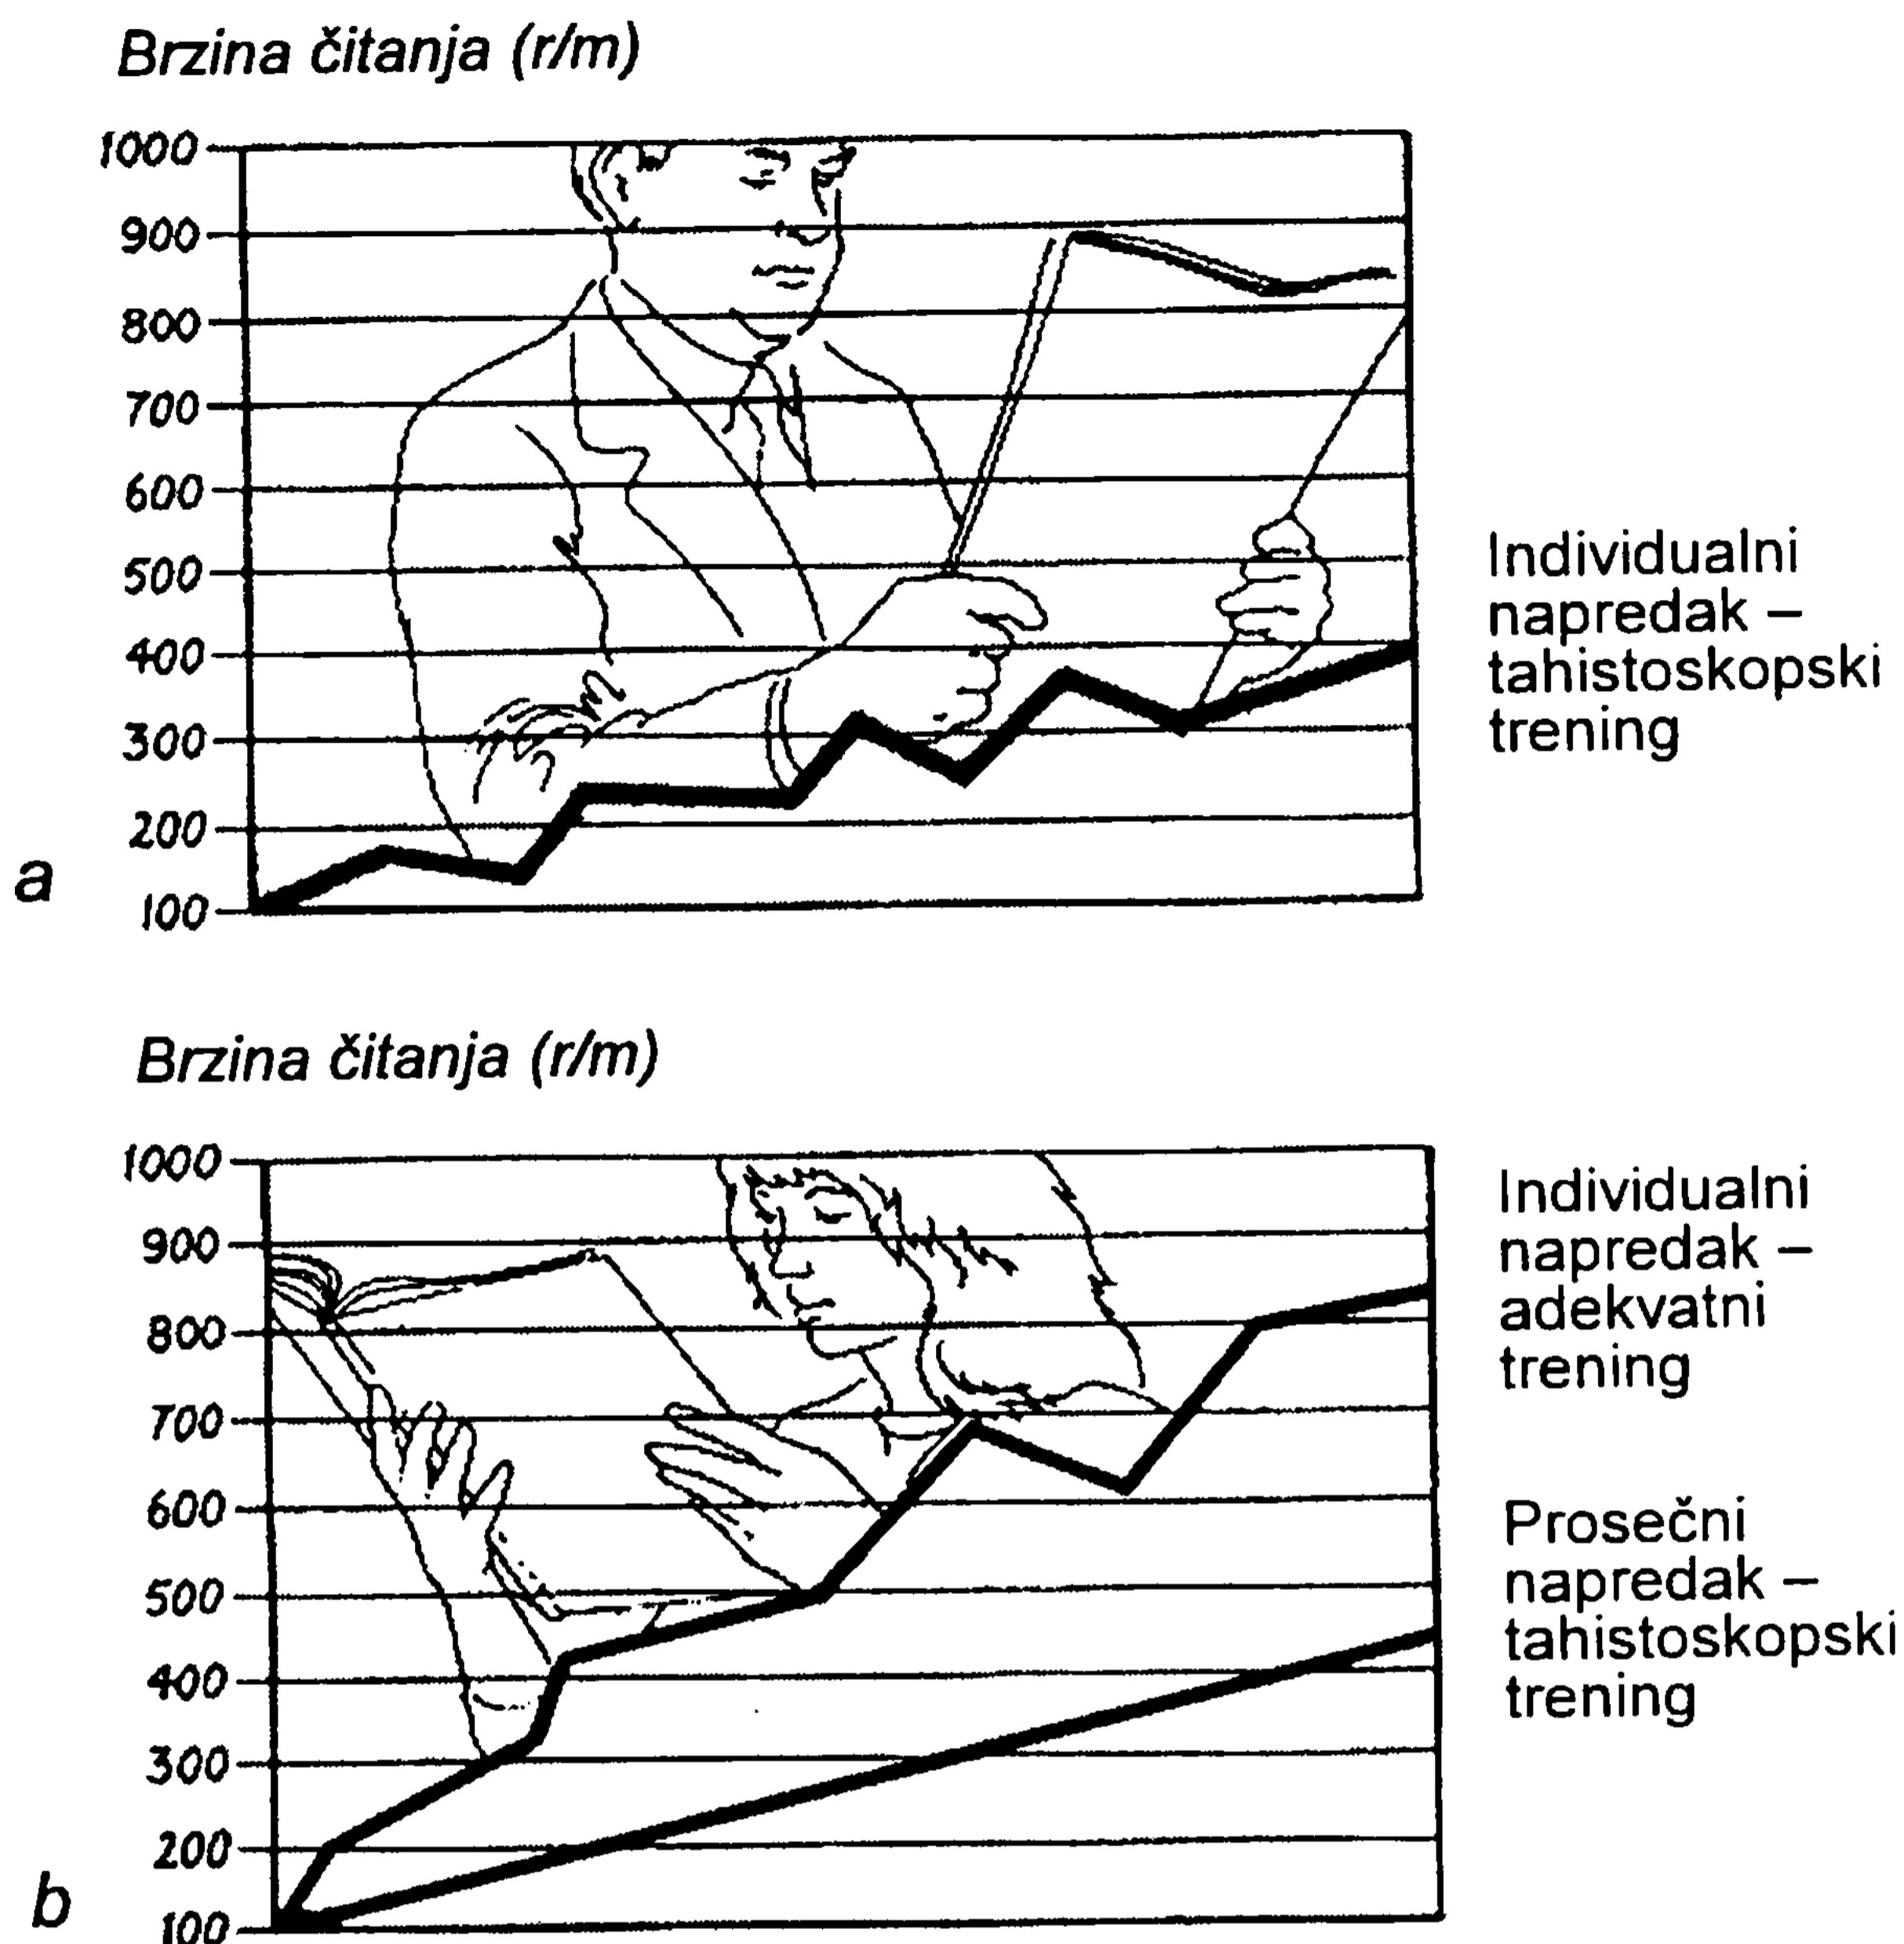 Brzina čitanja (r/m)
1000
900
800
700
600
500
400
300
200
100
a
Individualni
napredak –
tahistoskopski
trening
Brzina čitanja (r/m)
1000
900
800
700
600
500
400
300
200
100
b
Individualni
napredak –
adekvatni
trening
Prosečni
napredak –
tahistoskopski
trening